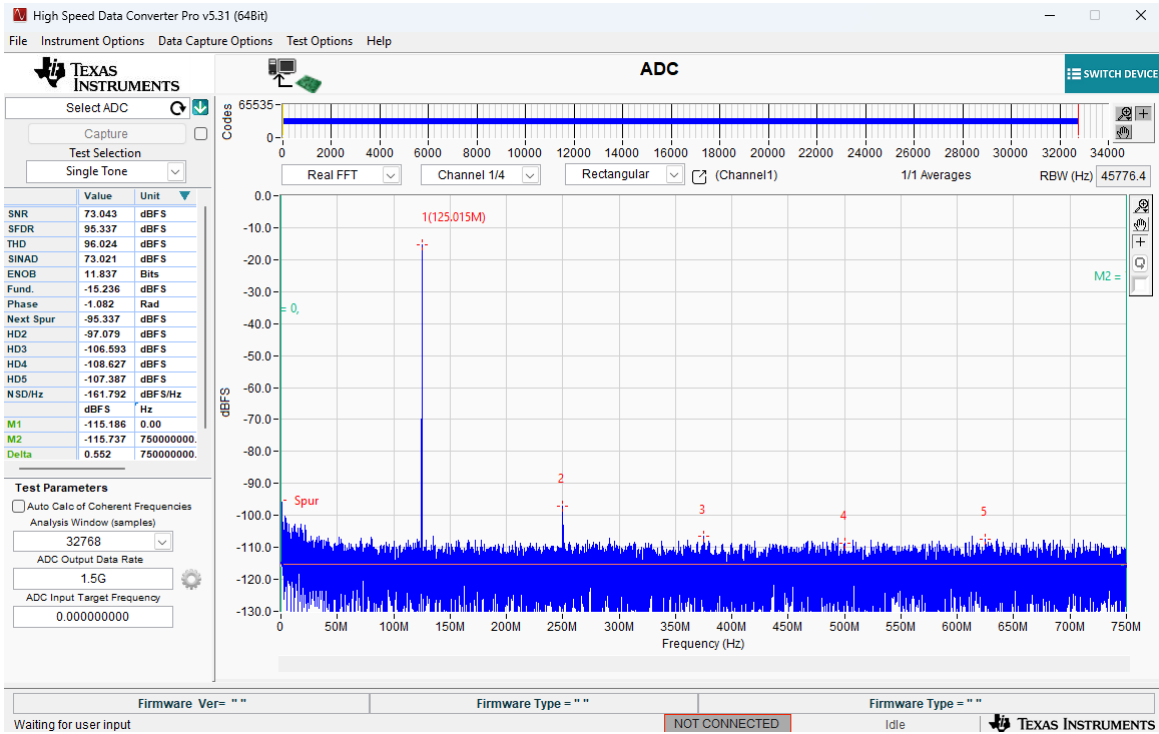 High Speed Data Converter Pro v5.31 (64Bit)
File Instrument Options Data Capture Options Test Options Help
TEXAS INSTRUMENTS
ADC
SWITCH DEVICE
Select ADC
Capture
Test Selection
Single Tone
Value Unit
SNR 73.043 dBFS
SFDR 95.337 dBFS
THD 96.024 dBFS
SINAD 73.021 dBFS
ENOB 11.837 Bits
Fund. -15.236 dBFS
Phase -1.082 Rad
Next Spur -95.337 dBFS
HD2 -97.079 dBFS
HD3 -106.593 dBFS
HD4 -108.627 dBFS
HD5 -107.387 dBFS
NSD/Hz -161.792 dBFS/Hz
dBFS Hz
M1 -115.186 0.00
M2 -115.737 750000000.
Delta 0.552 750000000.
Test Parameters
Auto Calc of Coherent Frequencies
Analysis Window (samples)
32768
ADC Output Data Rate
1.5G
ADC Input Target Frequency
0.000000000
Codes
65535
0
0 2000 4000 6000 8000 10000 12000 14000 16000 18000 20000 22000 24000 26000 28000 30000 32000 34000
Real FFT Channel 1/4 Rectangular (Channel1) 1/1 Averages RBW (Hz) 45776.4
dBFS
0.0
-10.0
-20.0
-30.0
-40.0
-50.0
-60.0
-70.0
-80.0
-90.0
-100.0
-110.0
-120.0
-130.0
1(125.015M)
M2 =
= 0,
2
Spur
3
4
5
0 50M 100M 150M 200M 250M 300M 350M 400M 450M 500M 550M 600M 650M 700M 750M
Frequency (Hz)
Firmware Ver= " " Firmware Type = " " Firmware Type = " "
Waiting for user input NOT CONNECTED Idle TEXAS INSTRUMENTS